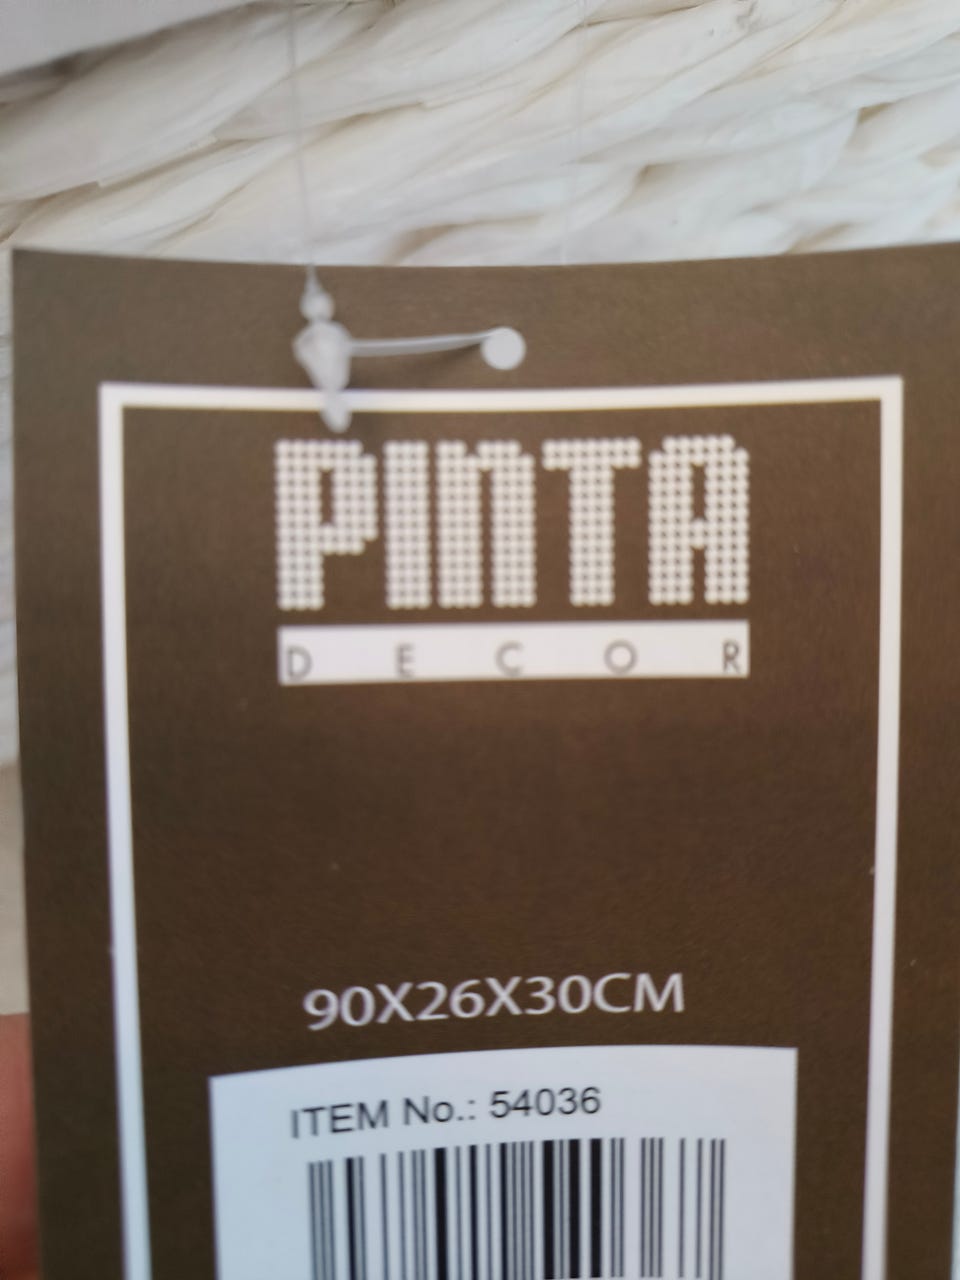 PINTA
DECOR
90X26X30CM
ITEM No.: 54036